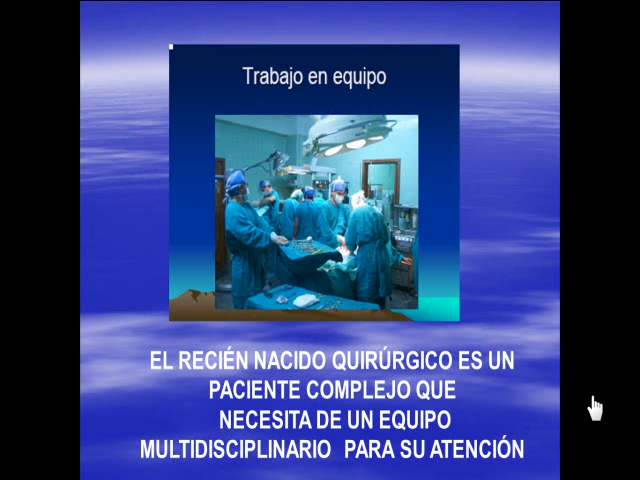 Trabajo en equipo
EL RECIÉN NACIDO QUIRÚRGICO ES UN
PACIENTE COMPLEJO QUE
NECESITA DE UN EQUIPO
MULTIDISCIPLINARIO PARA SU ATENCIÓN